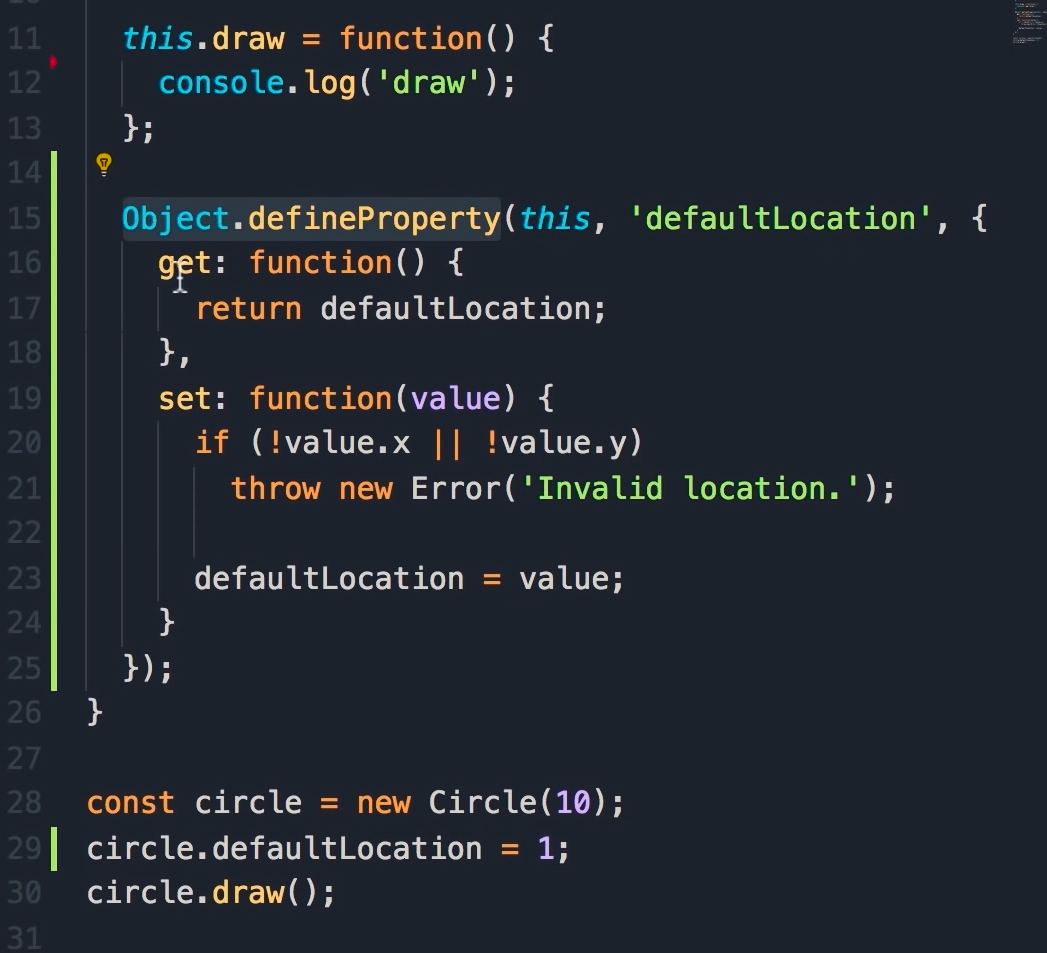 10
11 this.draw = function() {
12 console.log('draw');
13 };
14
15 Object.defineProperty(this, 'defaultLocation', {
16 get: function() {
17 return defaultLocation;
18 },
19 set: function(value) {
20 if (!value.x || !value.y)
21 throw new Error('Invalid location.');
22
23 defaultLocation = value;
24 }
25 });
26 }
27
28 const circle = new Circle(10);
29 circle.defaultLocation = 1;
30 circle.draw();
31